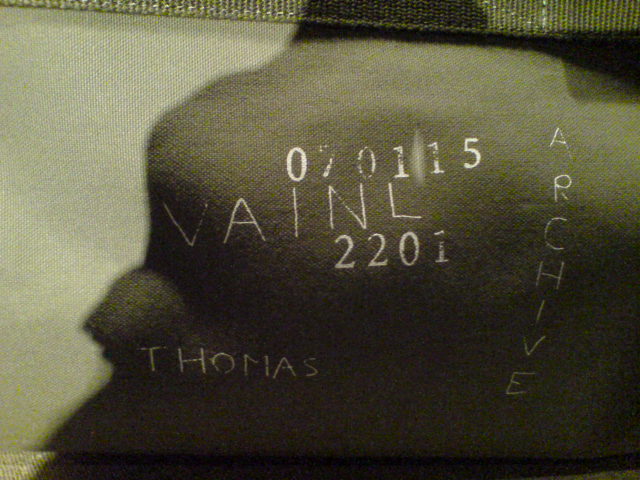 070115
VAINL
2201
THOMAS
ARCHIVE